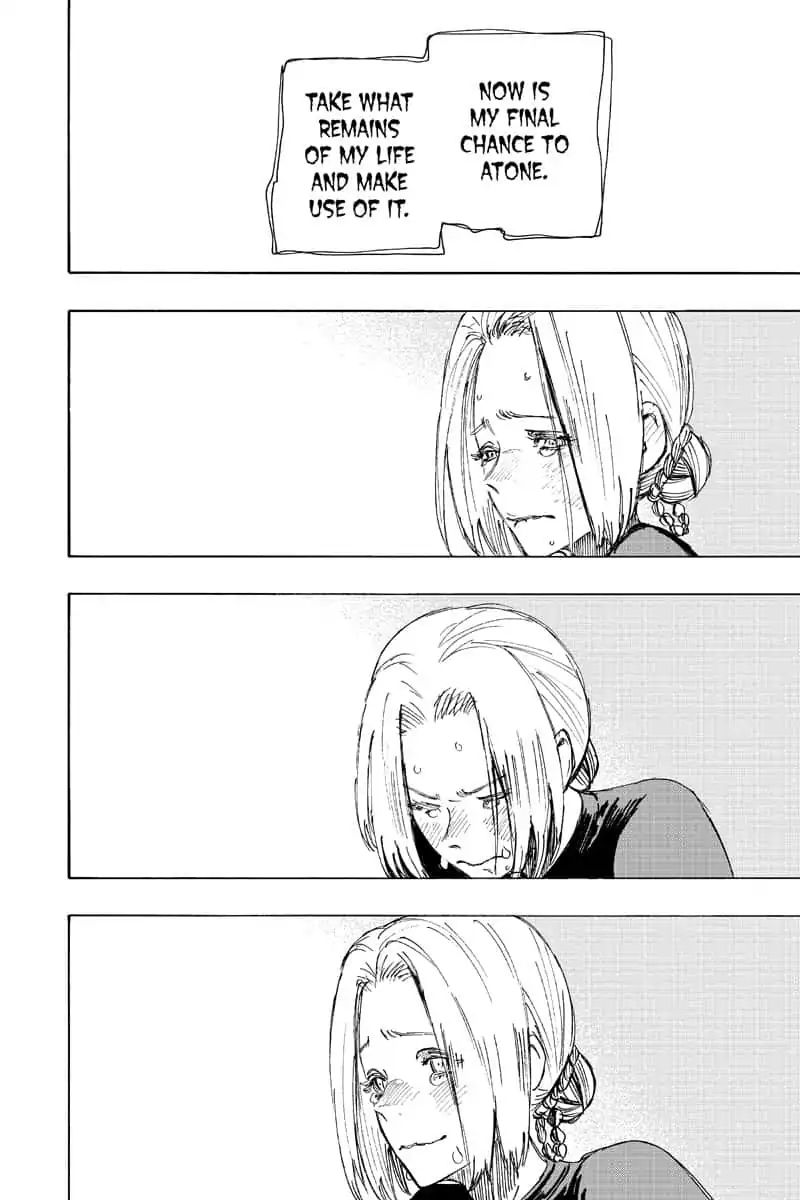 NOW IS
MY FINAL
CHANCE TO
ATONE.
TAKE WHAT
REMAINS
OF MY LIFE
AND MAKE
USE OF IT.